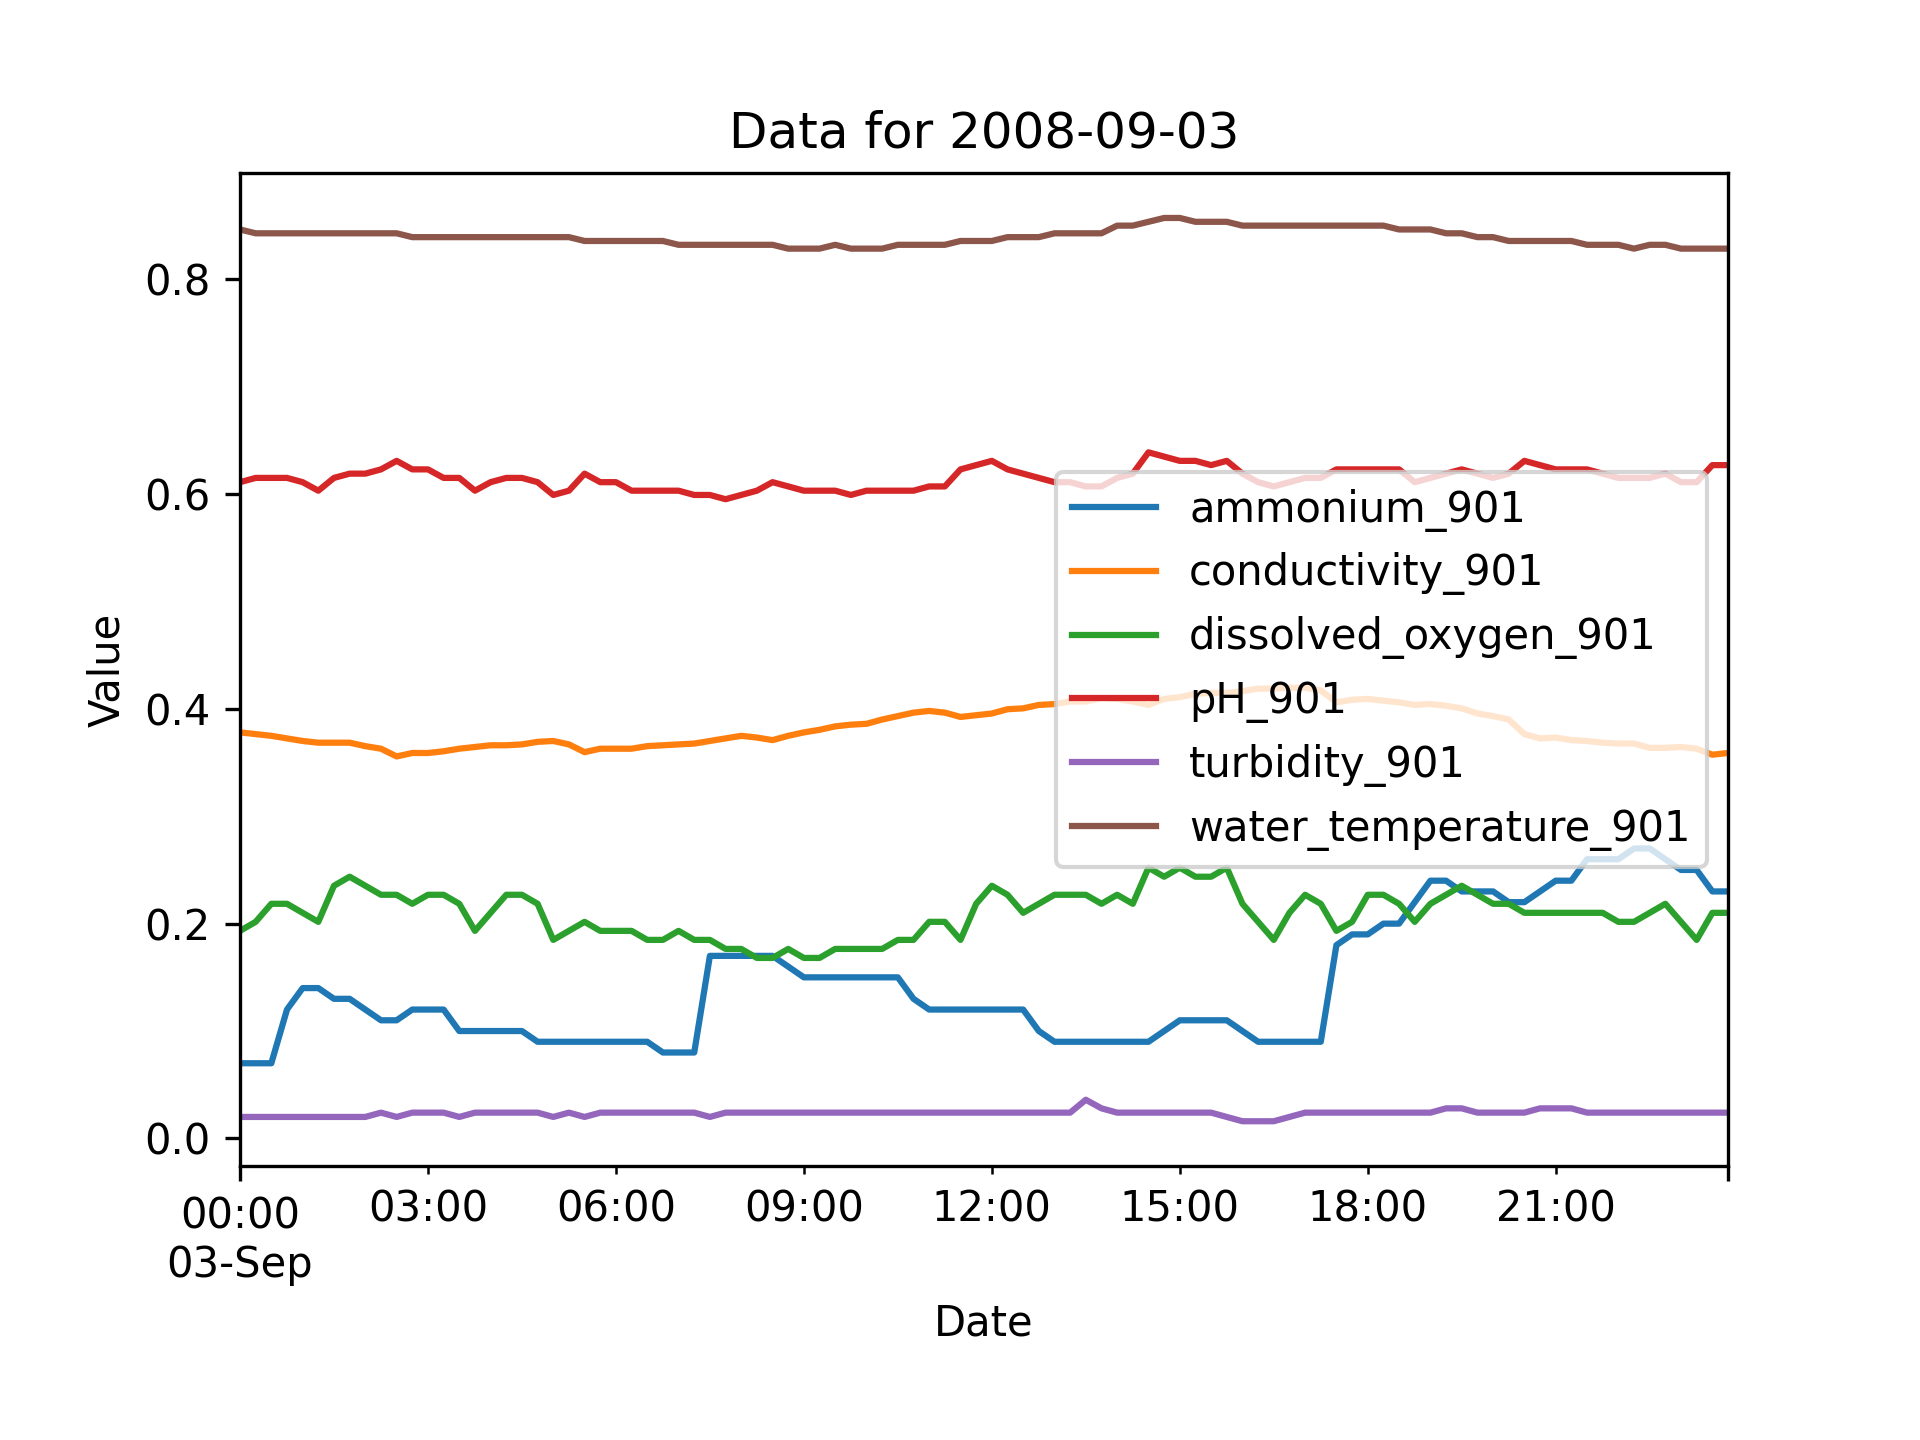 Data for 2008-09-03
Value
0.8
0.6
0.4
0.2
0.0
ammonium_901
conductivity_901
dissolved_oxygen_901
pH_901
turbidity_901
water_temperature_901
00:00 03:00 06:00 09:00 12:00 15:00 18:00 21:00
03-Sep
Date